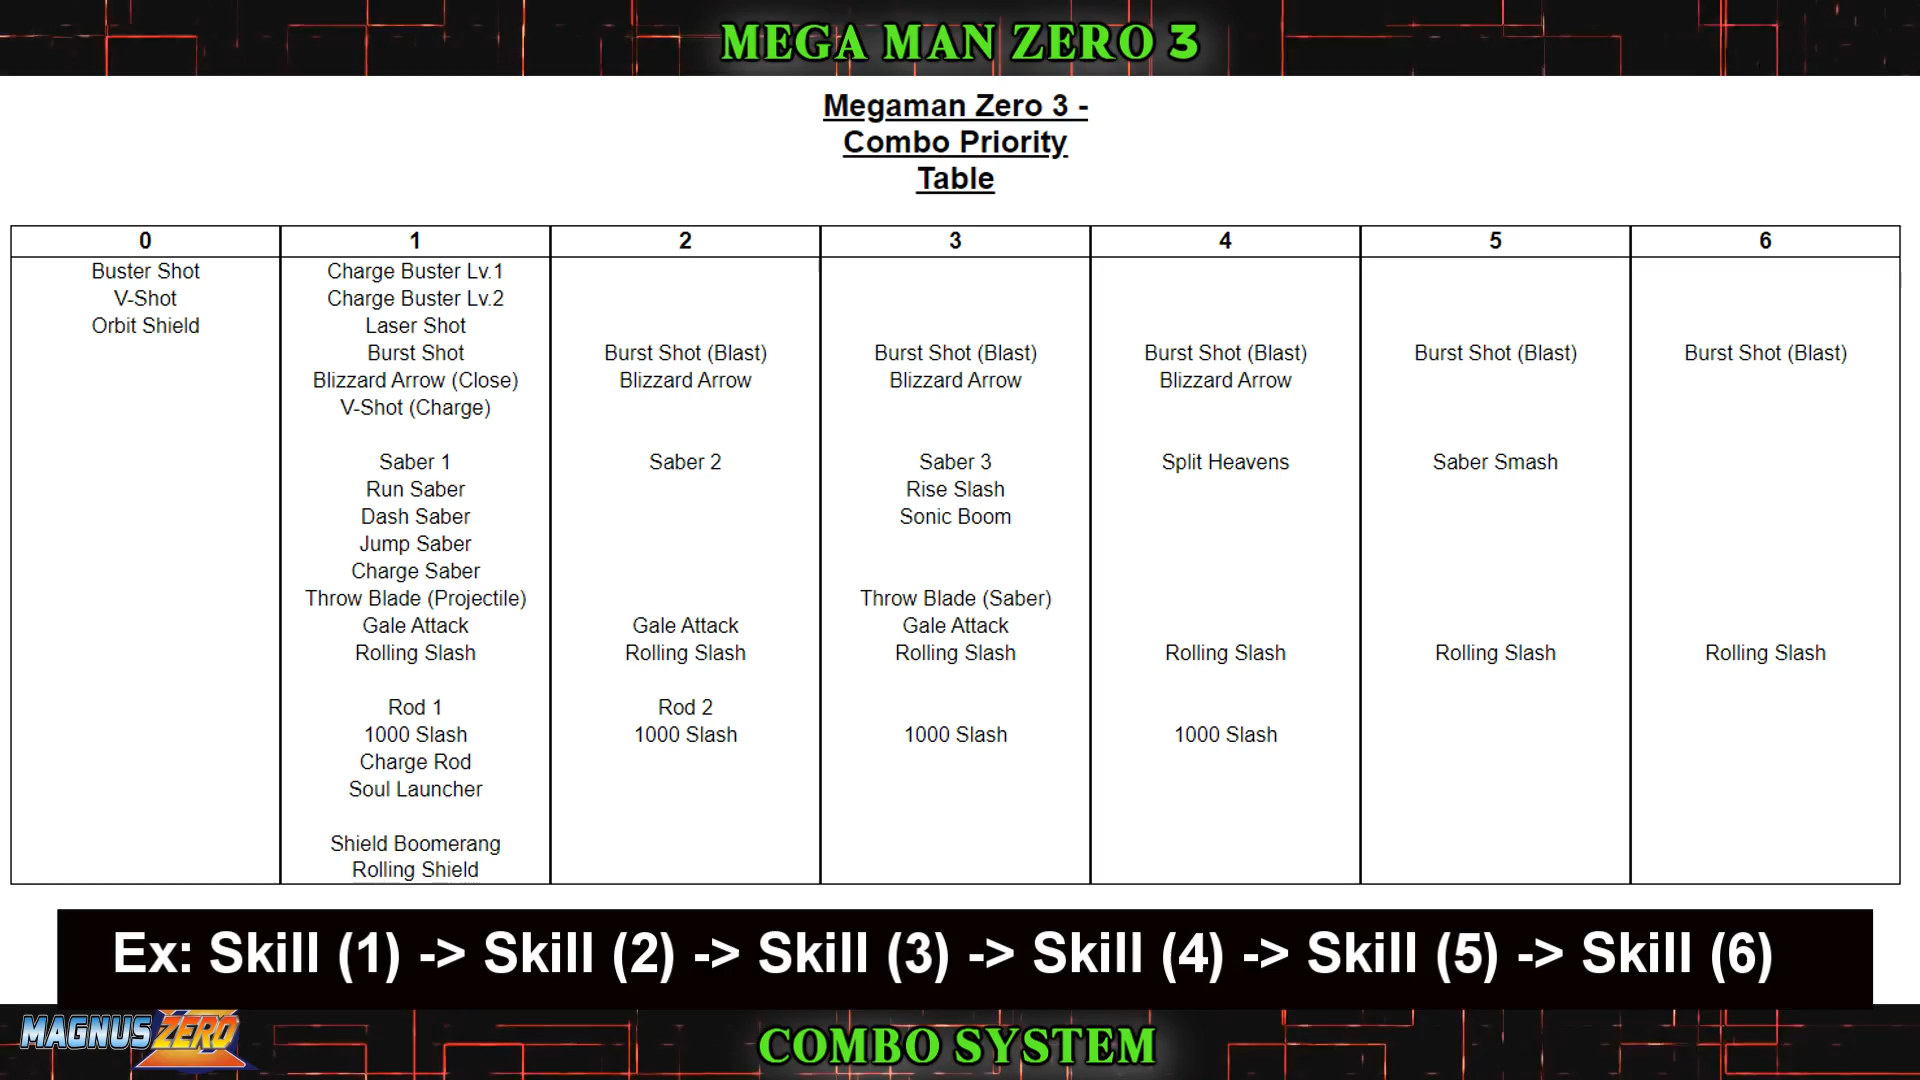 MEGA MAN ZERO 3
Megaman Zero 3 -
Combo Priority
Table
0 1 2 3 4 5 6
Buster Shot Charge Buster Lv.1
V-Shot Charge Buster Lv.2
Orbit Shield Laser Shot
Burst Shot Burst Shot (Blast) Burst Shot (Blast) Burst Shot (Blast) Burst Shot (Blast) Burst Shot (Blast)
Blizzard Arrow (Close) Blizzard Arrow Blizzard Arrow Blizzard Arrow
V-Shot (Charge)
Saber 1 Saber 2 Saber 3 Split Heavens Saber Smash
Run Saber Rise Slash
Dash Saber Sonic Boom
Jump Saber
Charge Saber
Throw Blade (Projectile) Throw Blade (Saber)
Gale Attack Gale Attack Gale Attack
Rolling Slash Rolling Slash Rolling Slash Rolling Slash Rolling Slash Rolling Slash
Rod 1 Rod 2
1000 Slash 1000 Slash 1000 Slash 1000 Slash
Charge Rod
Soul Launcher
Shield Boomerang
Rolling Shield
Ex: Skill (1) -> Skill (2) -> Skill (3) -> Skill (4) -> Skill (5) -> Skill (6)
MAGNUS ZERO
COMBO SYSTEM